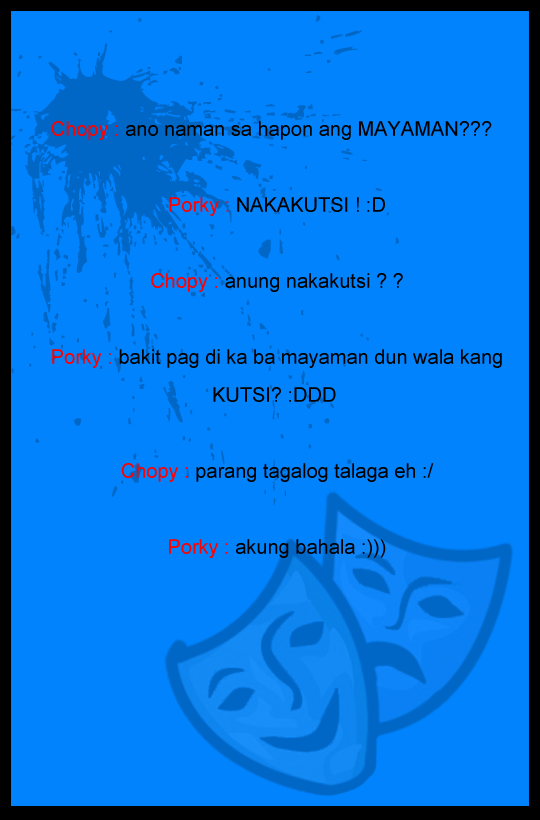 Chopy : ano naman sa hapon ang MAYAMAN???
Porky : NAKAKUTSI ! :D
Chopy : anung nakakutsi ? ?
Porky : bakit pag di ka ba mayaman dun wala kang
KUTSI? :DDD
Chopy : parang tagalog talaga eh :/
Porky : akung bahala :)))